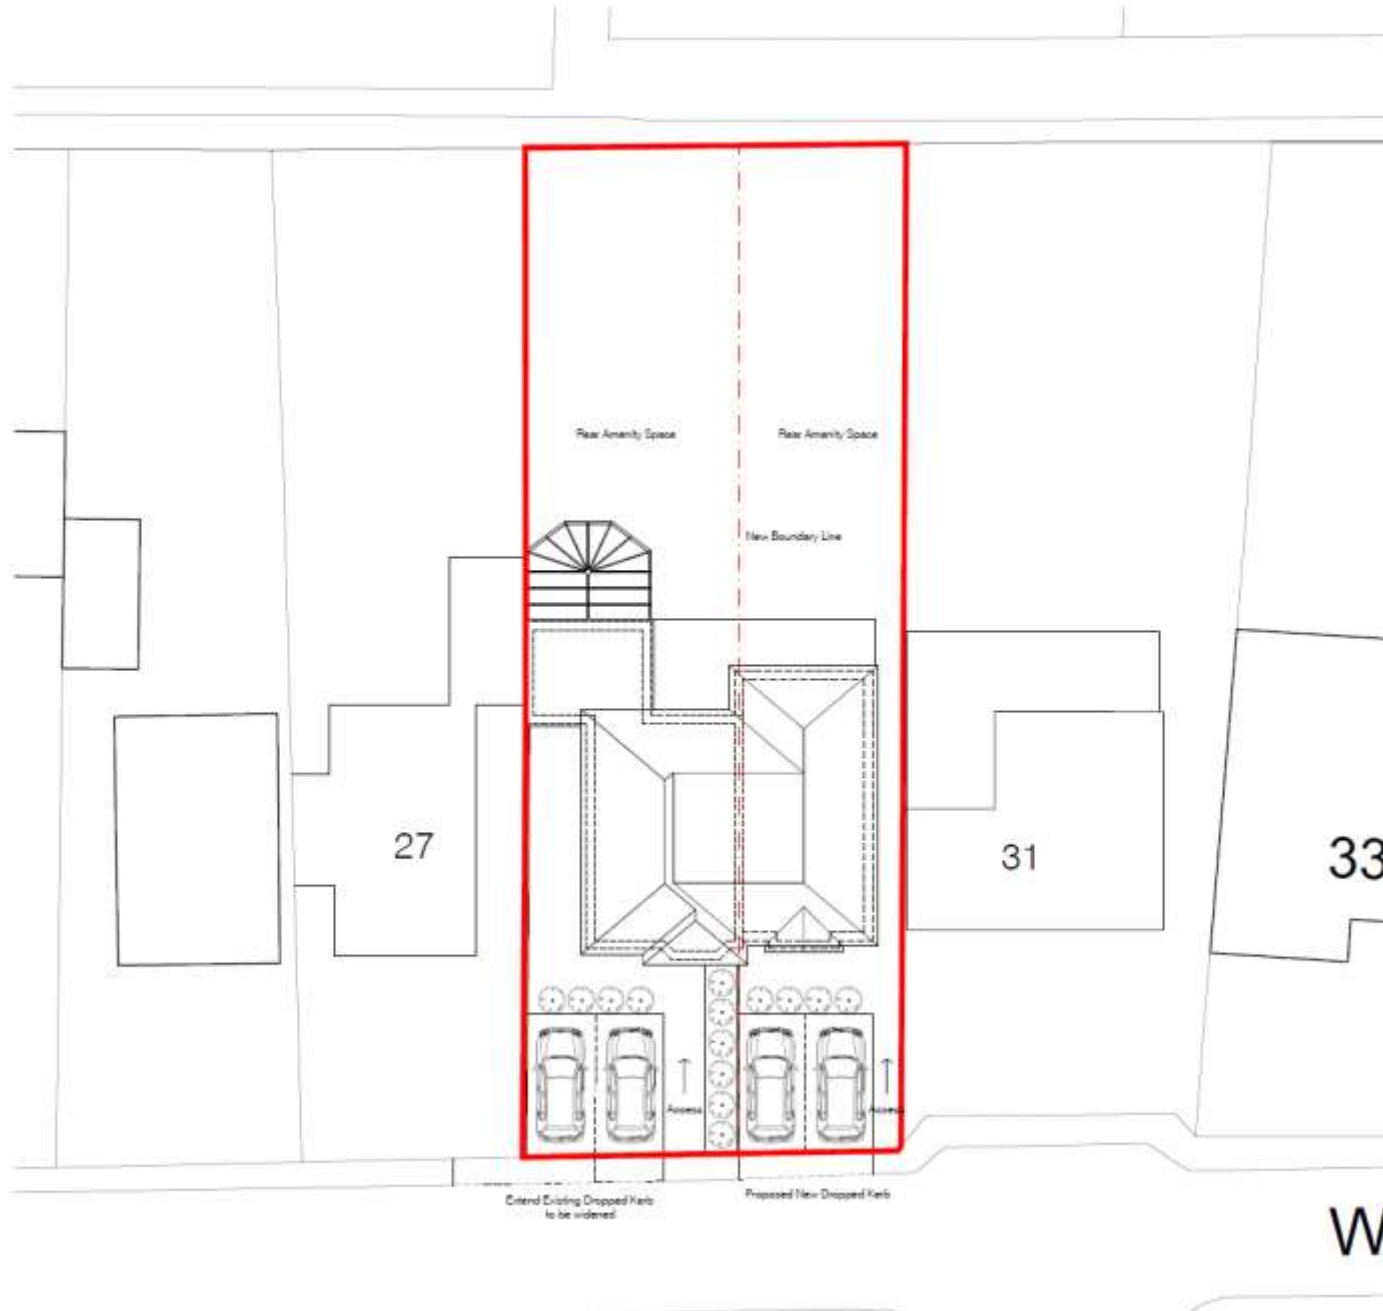 Rear Amenity Space
Rear Amenity Space
New Boundary Line
27
31
33
Access
Access
Extend Existing Dropped Kerb
to be widened
Proposed New Dropped Kerb
W